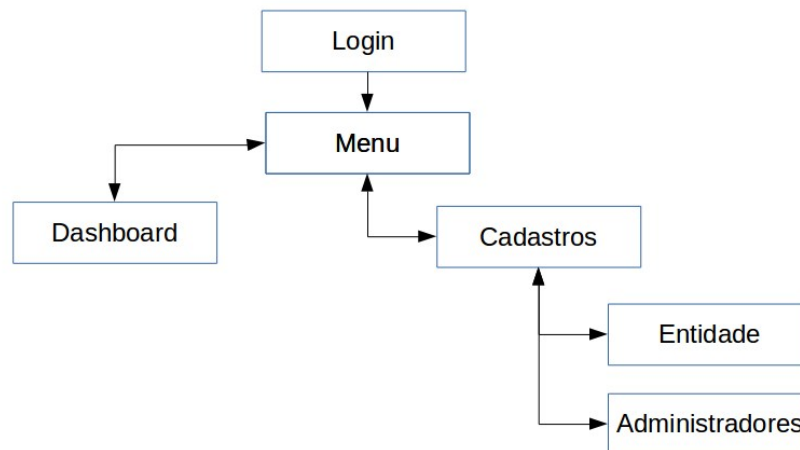 Login
Menu
Dashboard
Cadastros
Entidade
Administradores